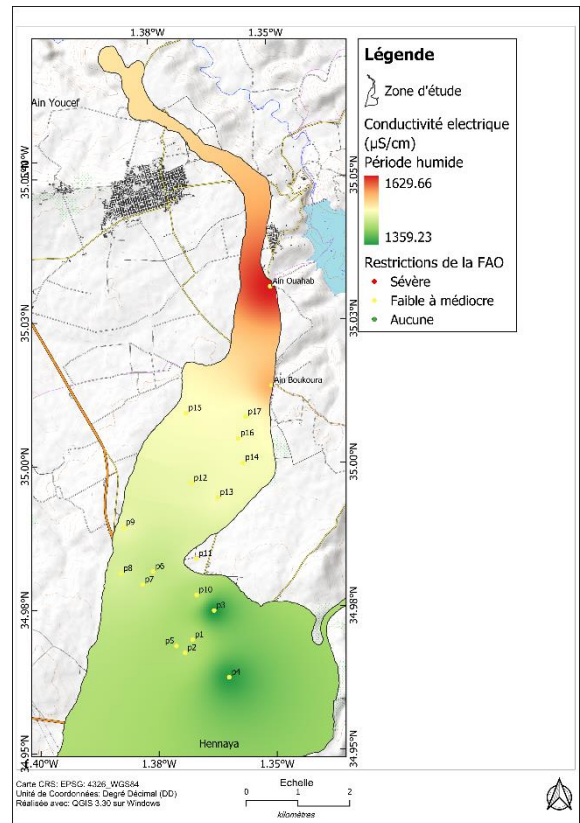 1.38°W 1.35°W
Légende
Ain Youcef
Zone d'étude
Conductivité electrique
(µS/cm)
Période humide
1629.66
1359.23
35.05°N
Restrictions de la FAO
Sévère
Faible à médiocre
Aucune
Ain Ouahab
35.03°N 35.03°N
Ain Boukoura
p15 p17
p16
p14
35.00°N 35.00°N
p12
p13
p9
p11
p8 p6
p7
p10
34.98°N 34.98°N
p3
p1
p5
p2
p4
Hennaya
34.95°N 34.95°N
1.40°W 1.38°W 1.35°W
Carte CRS: EPSG: 4326_WGS84
Unité de Coordonnées: Degré Décimal (DD)
Réalisée avec: QGIS 3.30 sur Windows
Echelle
0 1 2
kilomètres